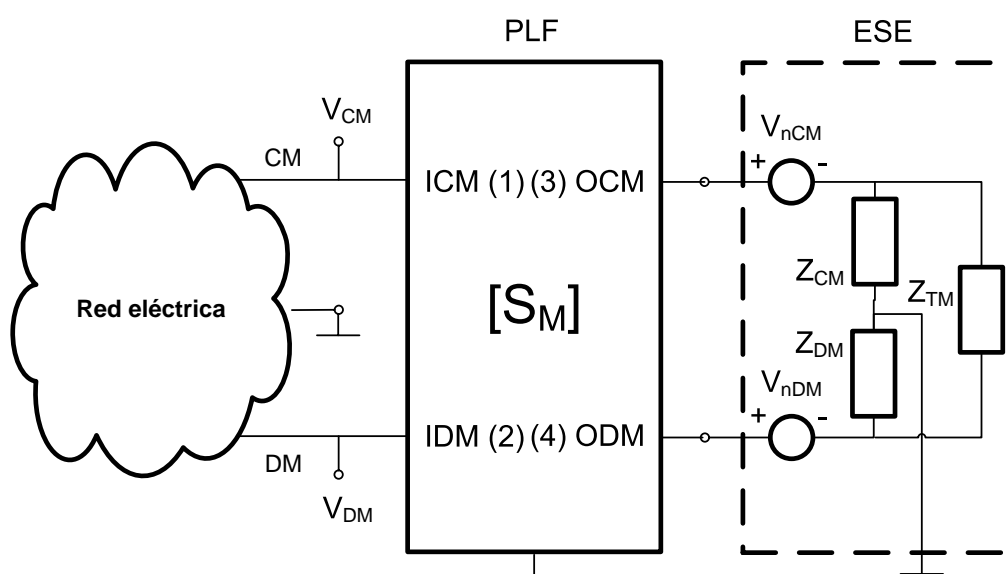 PLF
ESE
V_CM
V_nCM
+ -
CM
ICM (1) (3) OCM
Z_CM
Z_TM
Red eléctrica
[S_M]
Z_DM
V_nDM
+ -
IDM (2) (4) ODM
DM
V_DM